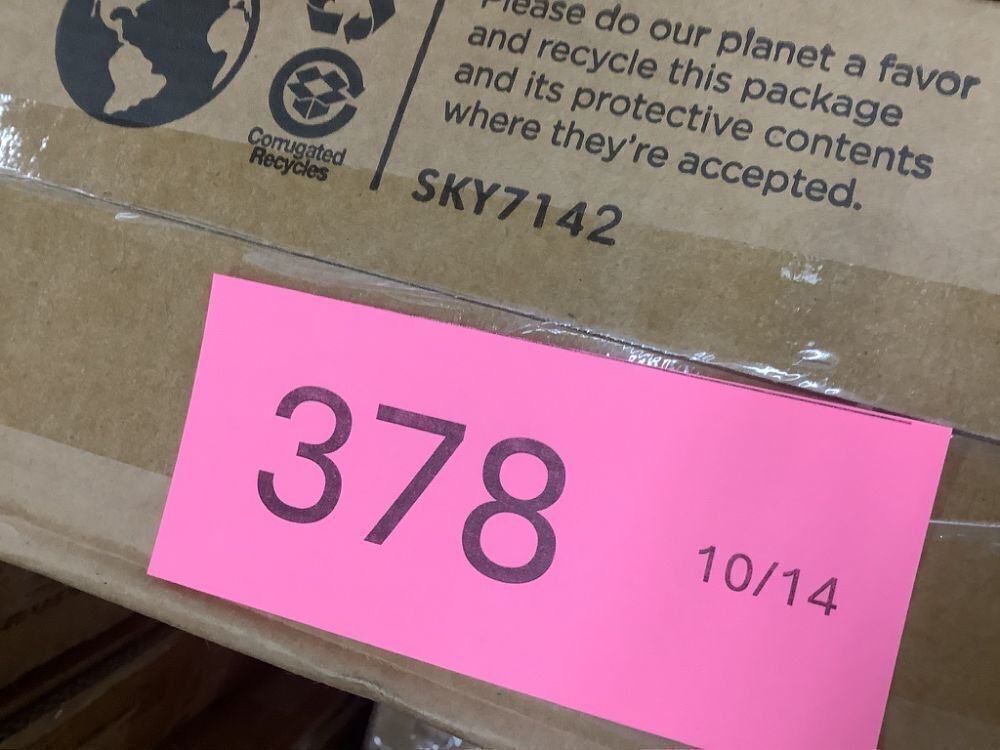 Please do our planet a favor
and recycle this package
and its protective contents
where they're accepted.
Corrugated
Recycles
SKY7142
378
10/14